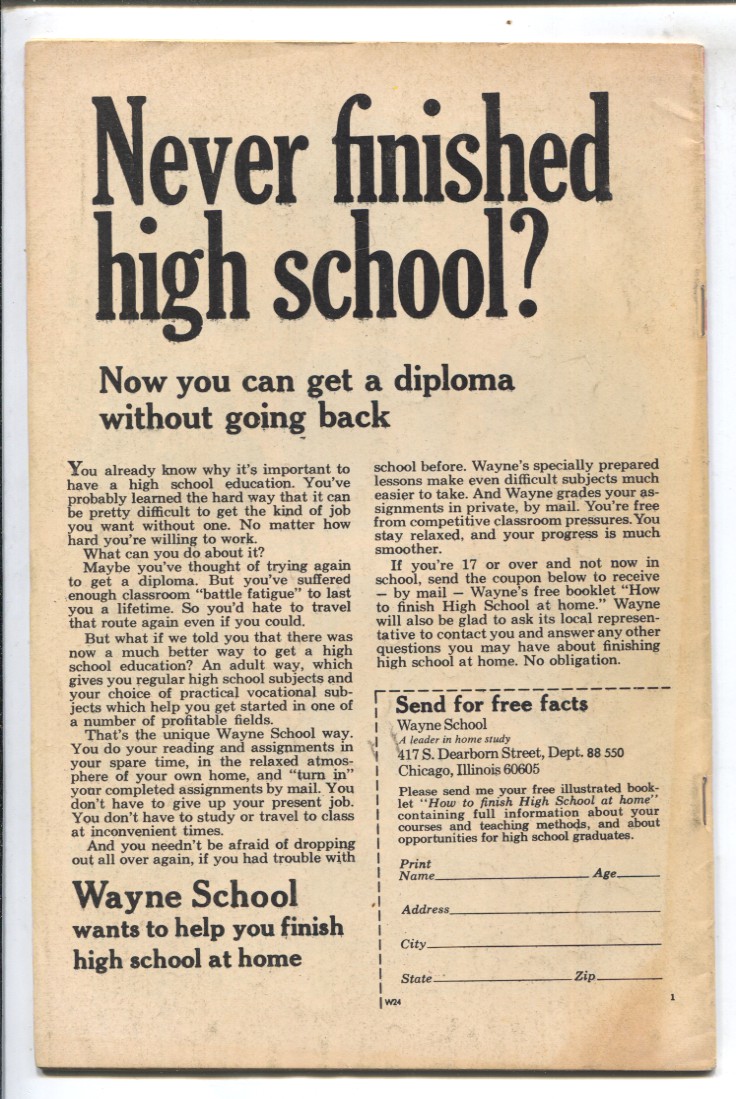 Never finished
high school?
Now you can get a diploma
without going back
You already know why it's important to
have a high school education. You've
probably learned the hard way that it can
be pretty difficult to get the kind of job
you want without one. No matter how
hard you're willing to work.
What can you do about it?
Maybe you've thought of trying again
to get a diploma. But you've suffered
enough classroom "battle fatigue" to last
you a lifetime. So you'd hate to travel
that route again even if you could.
But what if we told you that there was
now a much better way to get a high
school education? An adult way, which
gives you regular high school subjects and
your choice of practical vocational sub-
jects which help you get started in one of
a number of profitable fields.
That's the unique Wayne School way.
You do your reading and assignments in
your spare time, in the relaxed atmos-
phere of your own home, and "turn in"
your completed assignments by mail. You
don't have to give up your present job.
You don't have to study or travel to class
at inconvenient times.
And you needn't be afraid of dropping
out all over again, if you had trouble with
school before. Wayne's specially prepared
lessons make even difficult subjects much
easier to take. And Wayne grades your as-
signments in private, by mail. You're free
from competitive classroom pressures. You
stay relaxed, and your progress is much
smoother.
If you're 17 or over and not now in
school, send the coupon below to receive
— by mail — Wayne's free booklet "How
to finish High School at home." Wayne
will also be glad to ask its local represen-
tative to contact you and answer any other
questions you may have about finishing
high school at home. No obligation.
Wayne School
wants to help you finish
high school at home
Send for free facts
Wayne School
A leader in home study
417 S. Dearborn Street, Dept. 88 550
Chicago, Illinois 60605
Please send me your free illustrated book-
let "How to finish High School at home"
containing full information about your
courses and teaching methods, and about
opportunities for high school graduates.
Print
Name Age
Address
City
State Zip
W24
1